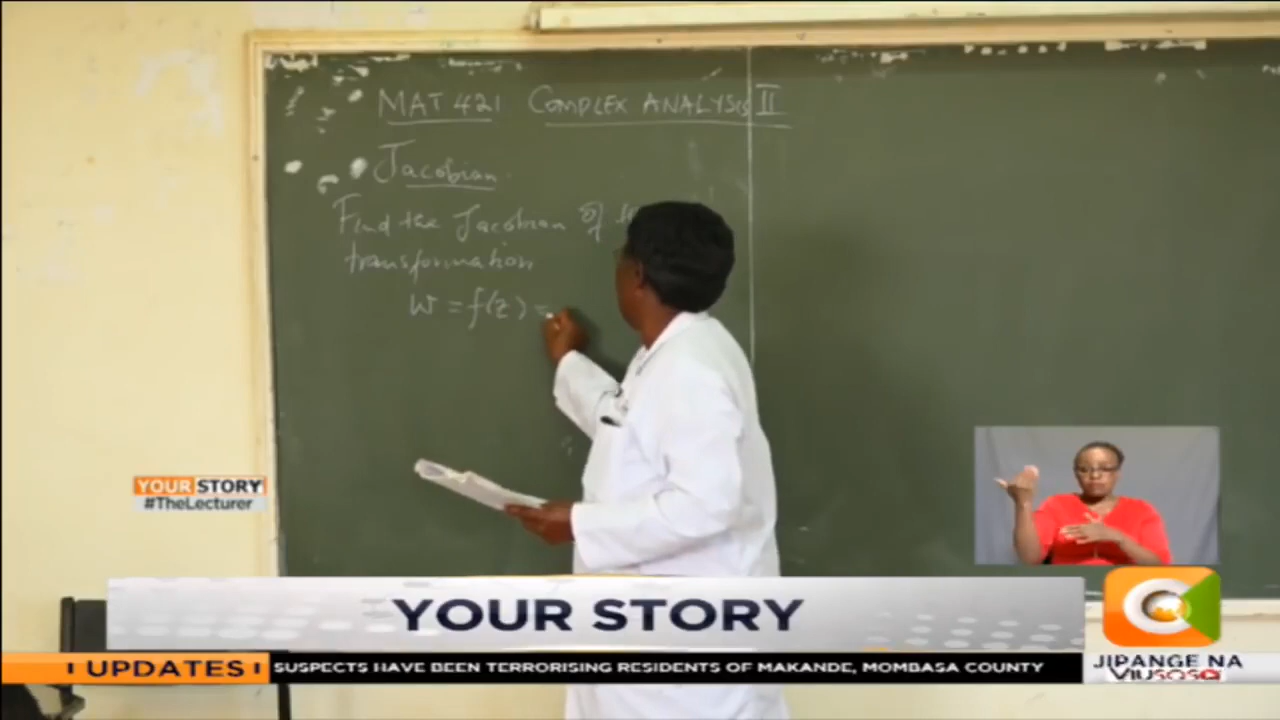 MAT 421 COMPLEX ANALYSIS II
Jacobian
Find the Jacobian of
transformation
W = f(z) =
YOUR STORY
#TheLecturer
YOUR STORY
UPDATES
SUSPECTS HAVE BEEN TERRORISING RESIDENTS OF MAKANDE, MOMBASA COUNTY
JIPANGE NA
VIUSASA